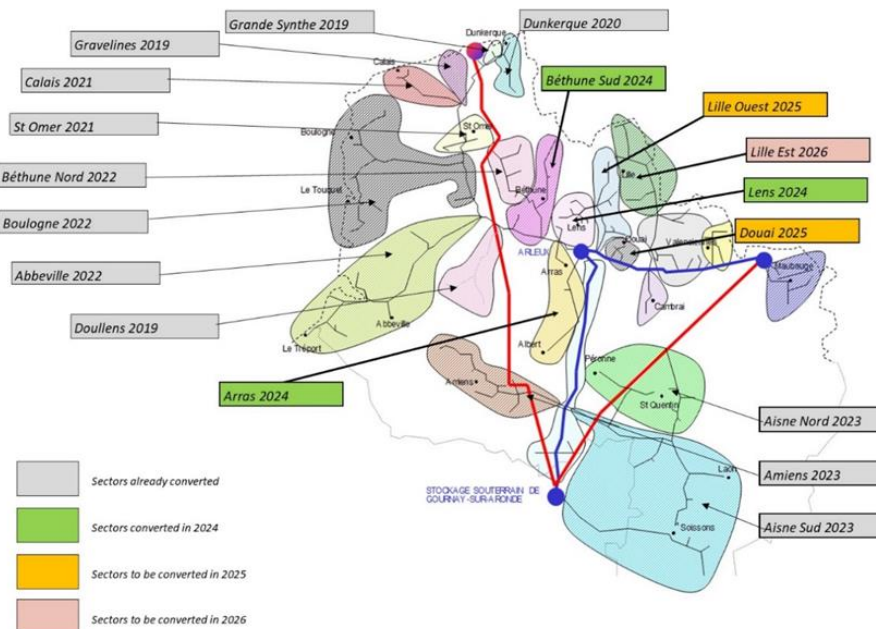 Grande Synthe 2019
Dunkerque 2020
Gravelines 2019
Dunkerque
Calais
Calais 2021
Béthune Sud 2024
Lille Ouest 2025
St Omer 2021
St Omer
Boulogne
Lille Est 2026
Lille
Béthune Nord 2022
Béthune
Le Touquet
Lens 2024
Boulogne 2022
Lens
Douai 2025
Douai
ARLEUX
Maubeuge
Arras
Abbeville 2022
Cambrai
Doullens 2019
Abbeville
Le Tréport
Albert
Péronne
Amiens
Arras 2024
St Quentin
Aisne Nord 2023
Laon
Amiens 2023
Sectors already converted
STOCKAGE SOUTERRAIN DE
GOURNAY-SUR-ARONDE
Aisne Sud 2023
Soissons
Sectors converted in 2024
Sectors to be converted in 2025
Sectors to be converted in 2026